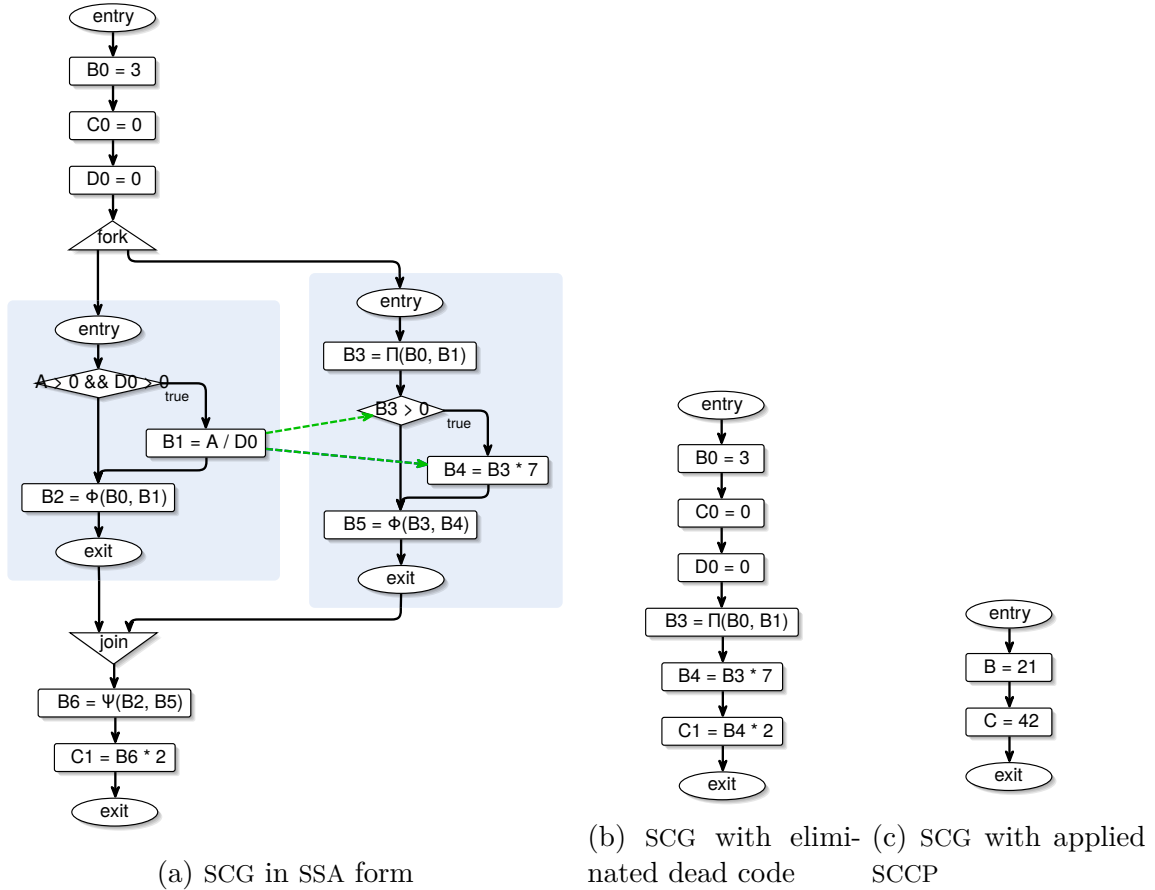 entry
B0 = 3
C0 = 0
D0 = 0
fork
entry
A > 0 && D0 > 0
true
B1 = A / D0
B2 = Φ(B0, B1)
exit
entry
B3 = Π(B0, B1)
B3 > 0
true
B4 = B3 * 7
B5 = Φ(B3, B4)
exit
join
B6 = Ψ(B2, B5)
C1 = B6 * 2
exit
(a) SCG in SSA form
entry
B0 = 3
C0 = 0
D0 = 0
B3 = Π(B0, B1)
B4 = B3 * 7
C1 = B4 * 2
exit
(b) SCG with elimi-
nated dead code
entry
B = 21
C = 42
exit
(c) SCG with applied
SCCP